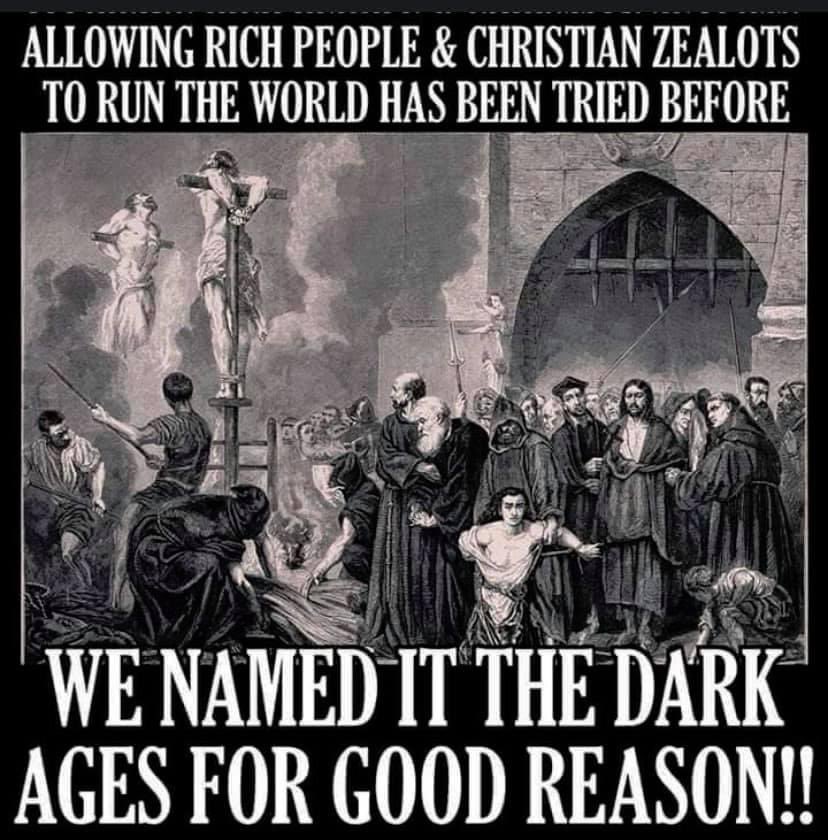 ALLOWING RICH PEOPLE & CHRISTIAN ZEALOTS
TO RUN THE WORLD HAS BEEN TRIED BEFORE
WE NAMED IT THE DARK
AGES FOR GOOD REASON!!